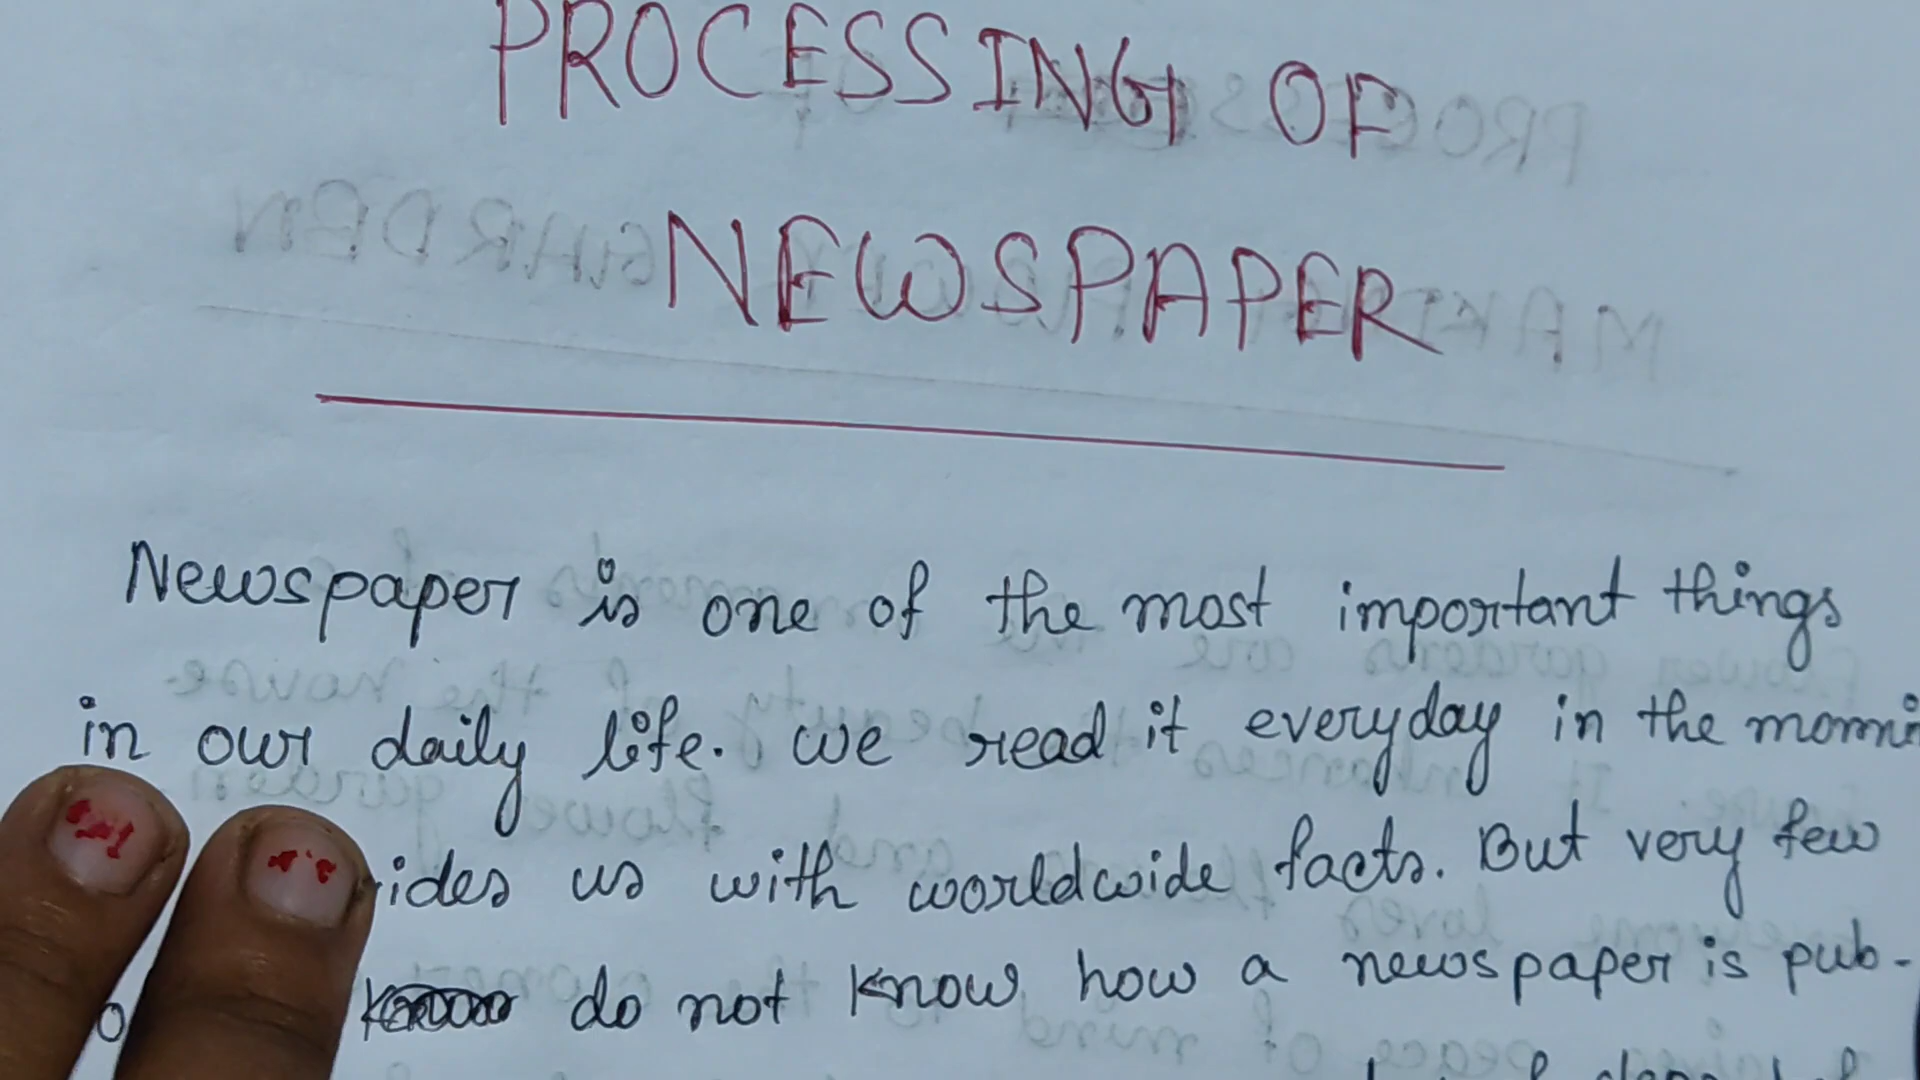 PROCESSING OF
NEWSPAPER
Newspaper is one of the most important things
in our daily life. we read it everyday in the morni
ides us with worldwide facts. But very few
do not know how a newspaper is pub-